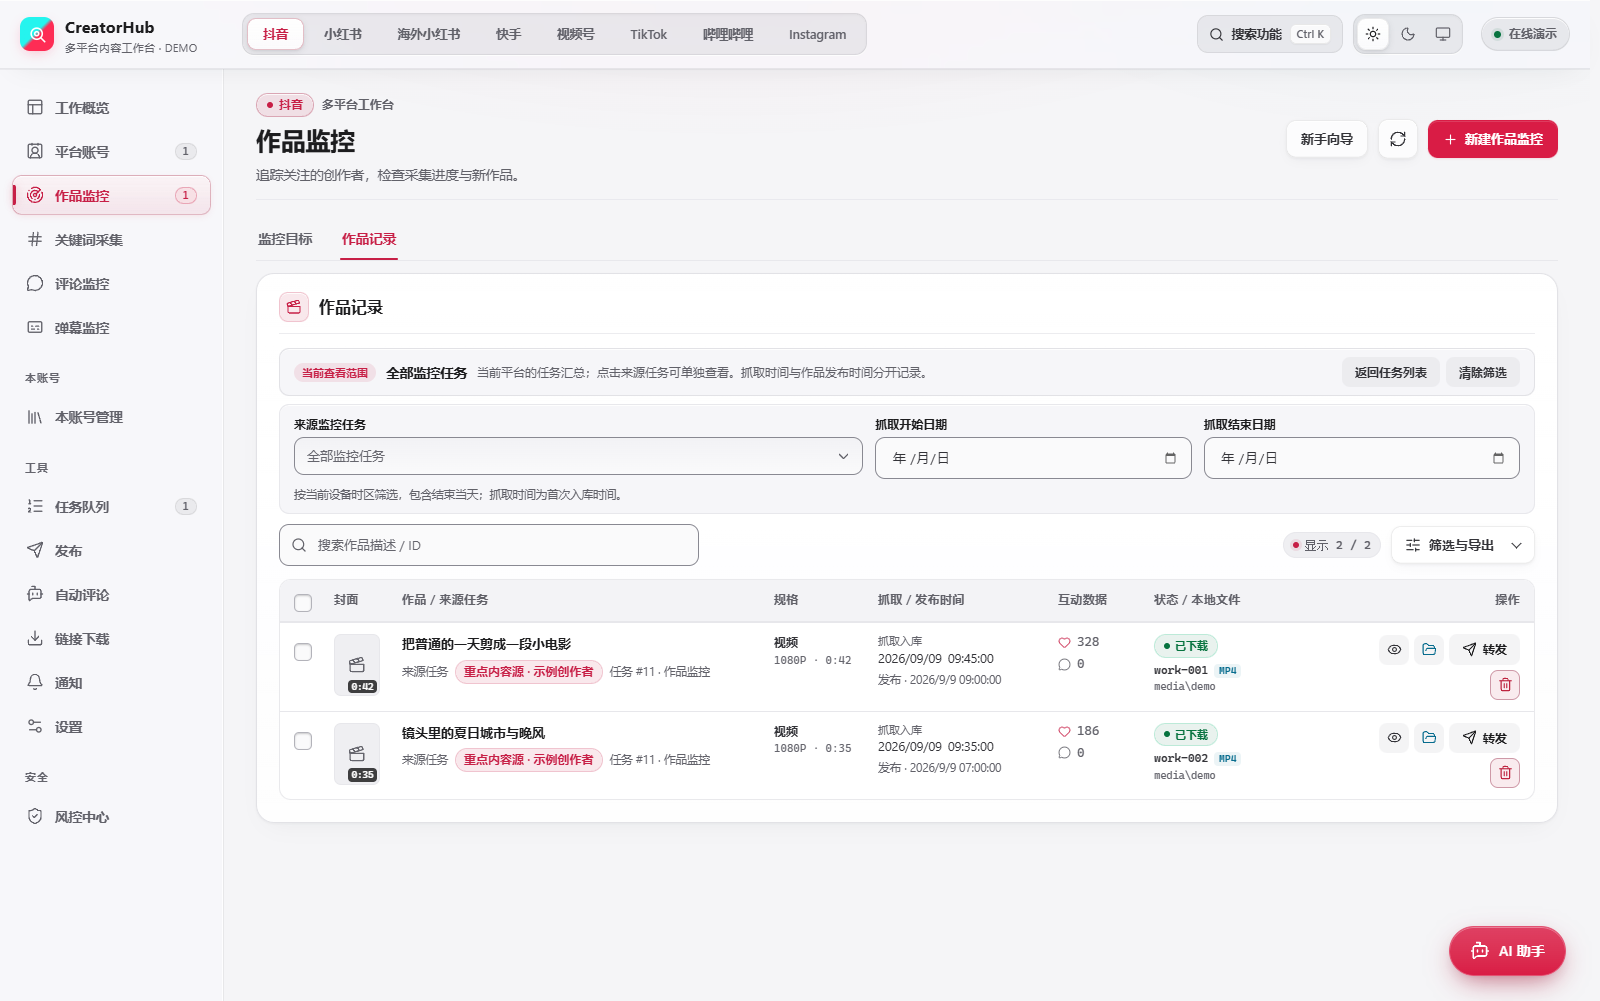 CreatorHub
多平台内容工作台 · DEMO
抖音
小红书
海外小红书
快手
视频号
TikTok
哔哩哔哩
Instagram
搜索功能
Ctrl K
在线演示
工作概览
平台账号
1
作品监控
1
关键词采集
评论监控
弹幕监控
本账号
本账号管理
工具
任务队列
1
发布
自动评论
链接下载
通知
设置
安全
风控中心
抖音
多平台工作台
作品监控
追踪关注的创作者，检查采集进度与新作品。
新手向导
新建作品监控
监控目标
作品记录
作品记录
当前查看范围
全部监控任务
当前平台的任务汇总；点击来源任务可单独查看。抓取时间与作品发布时间分开记录。
返回任务列表
清除筛选
来源监控任务
抓取开始日期
抓取结束日期
全部监控任务
年 /月/日
年 /月/日
按当前设备时区筛选，包含结束当天；抓取时间为首次入库时间。
搜索作品描述 / ID
显示 2 / 2
筛选与导出
封面
作品 / 来源任务
规格
抓取 / 发布时间
互动数据
状态 / 本地文件
操作
0:42
把普通的一天剪成一段小电影
来源任务
重点内容源 · 示例创作者
任务 #11 · 作品监控
视频
1080P · 0:42
抓取入库
2026/09/09 09:45:00
发布 · 2026/9/9 09:00:00
328
0
已下载
work-001 MP4
media\demo
转发
0:35
镜头里的夏日城市与晚风
来源任务
重点内容源 · 示例创作者
任务 #11 · 作品监控
视频
1080P · 0:35
抓取入库
2026/09/09 09:35:00
发布 · 2026/9/9 07:00:00
186
0
已下载
work-002 MP4
media\demo
转发
AI 助手